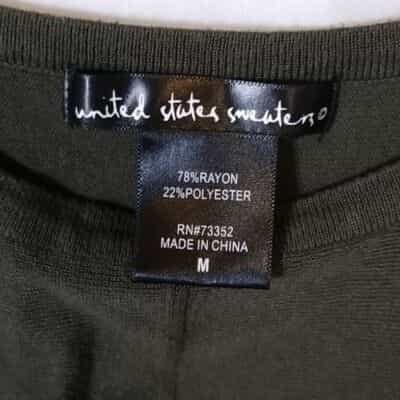 united states sweaters
78%RAYON
22%POLYESTER
RN#73352
MADE IN CHINA
M